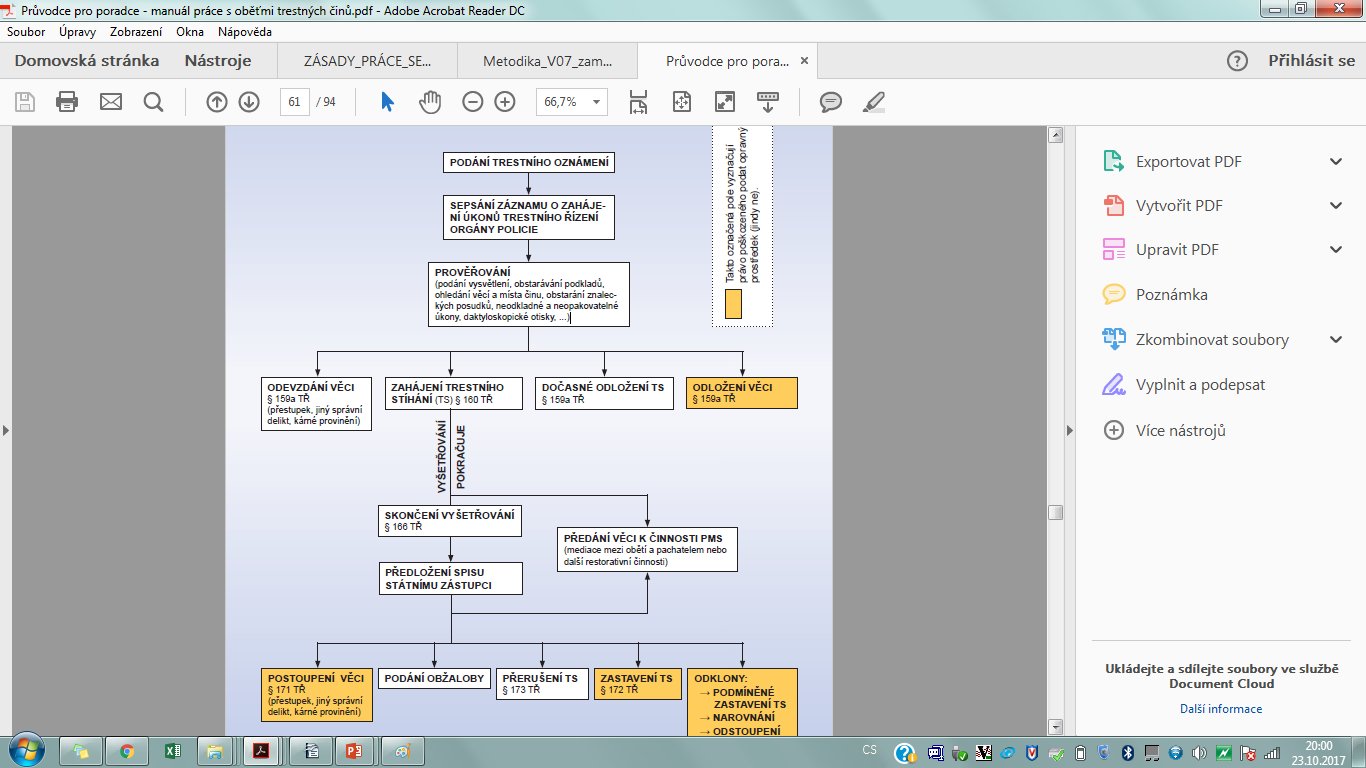 Průvodce pro poradce - manuál práce s oběťmi trestných činů.pdf - Adobe Acrobat Reader DC
Soubor Úpravy Zobrazení Okna Nápověda
Domovská stránka Nástroje ZÁSADY_PRÁCE_SE... Metodika_V07_zam... Průvodce pro pora... × ? Přihlásit se
61 / 94 66,7%
PODÁNÍ TRESTNÍHO OZNÁMENÍ
SEPSÁNÍ ZÁZNAMU O ZAHÁJE-
NÍ ÚKONŮ TRESTNÍHO ŘÍZENÍ
ORGÁNY POLICIE
PROVĚŘOVÁNÍ
(podání vysvětlení, obstarávání podkladů,
ohledání věcí a místa činu, obstarání znalec-
kých posudků, neodkladné a neopakovatelné
úkony, daktyloskopické otisky, ...)
Takto označená pole vyznačují
právo poškozeného podat opravný
prostředek (jindy ne).
ODEVZDÁNÍ VĚCI
§ 159a TŘ
(přestupek, jiný správní
delikt, kárné provinění)
ZAHÁJENÍ TRESTNÍHO
STÍHÁNÍ (TS) § 160 TŘ
DOČASNÉ ODLOŽENÍ TS
§ 159a TŘ
ODLOŽENÍ VĚCI
§ 159a TŘ
VYŠETŘOVÁNÍ
POKRAČUJE
SKONČENÍ VYŠETŘOVÁNÍ
§ 166 TŘ
PŘEDÁNÍ VĚCI K ČINNOSTI PMS
(mediace mezi obětí a pachatelem nebo
další restorativní činnosti)
PŘEDLOŽENÍ SPISU
STÁTNÍMU ZÁSTUPCI
POSTOUPENÍ VĚCI
§ 171 TŘ
(přestupek, jiný správní
delikt, kárné provinění)
PODÁNÍ OBŽALOBY
PŘERUŠENÍ TS
§ 173 TŘ
ZASTAVENÍ TS
§ 172 TŘ
ODKLONY:
→ PODMÍNĚNÉ
ZASTAVENÍ TS
→ NAROVNÁNÍ
→ ODSTOUPENÍ
Exportovat PDF
Vytvořit PDF
Upravit PDF
Poznámka
Zkombinovat soubory
Vyplnit a podepsat
Více nástrojů
Ukládejte a sdílejte soubory ve službě
Document Cloud
Další informace
CS
20:00
23.10.2017